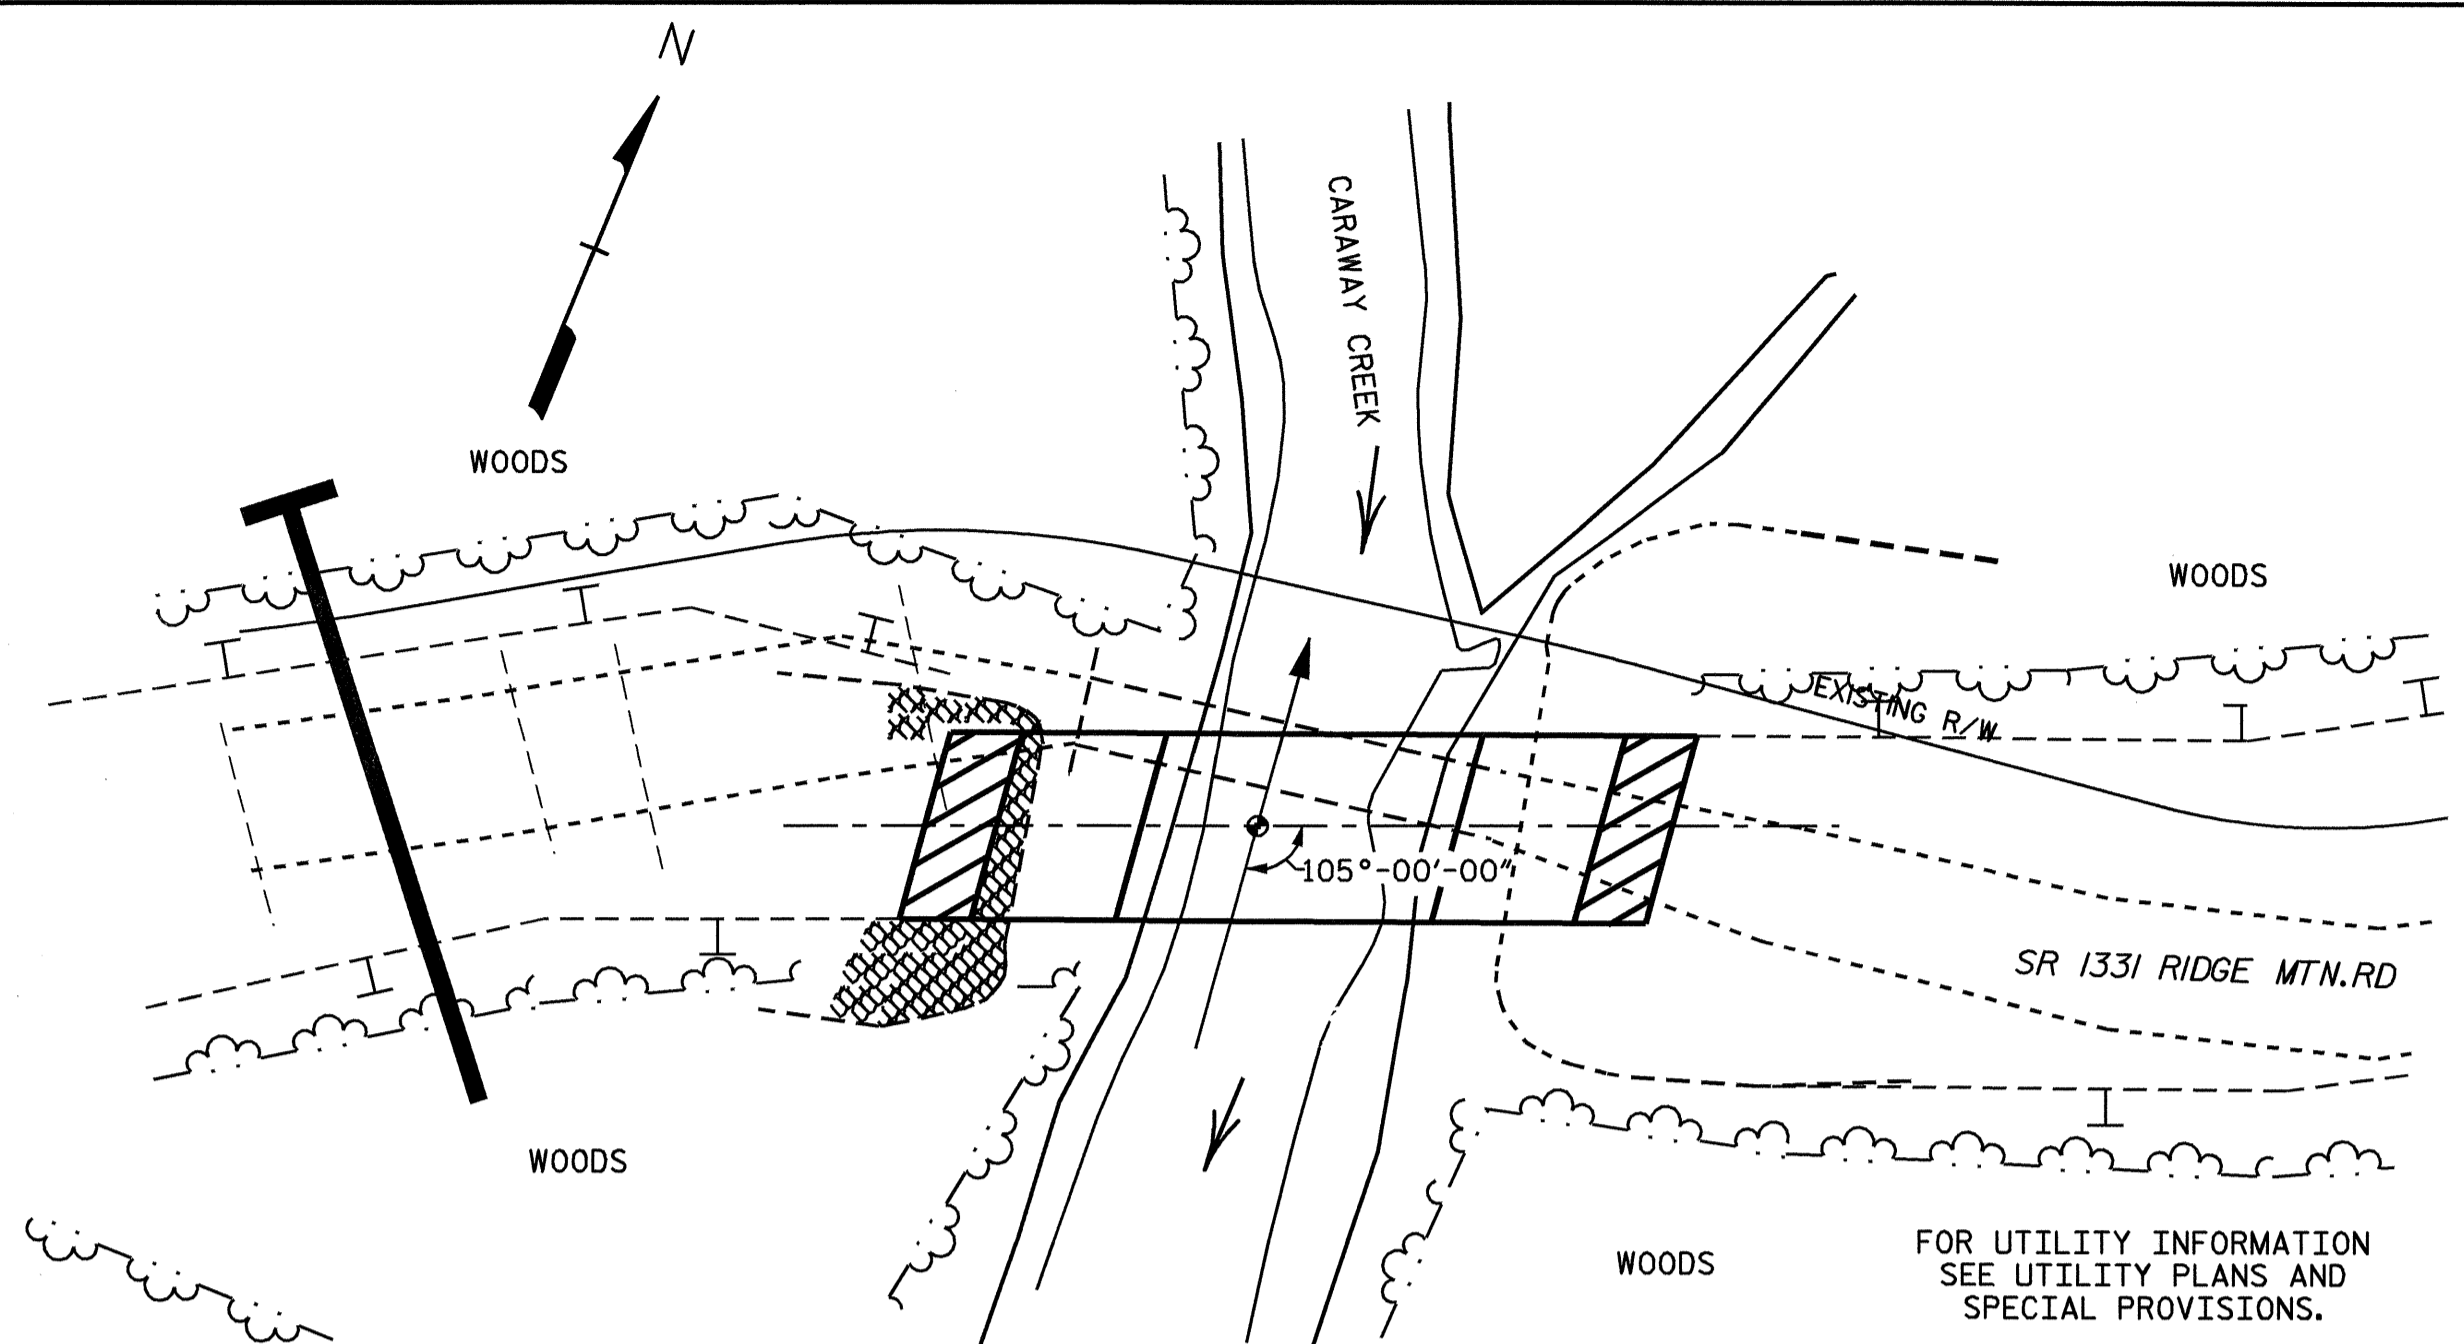 N
CARAWAY CREEK
WOODS
WOODS
EXISTING R/W
105°-00'-00"
SR 1331 RIDGE MTN.RD
WOODS
WOODS
FOR UTILITY INFORMATION
SEE UTILITY PLANS AND
SPECIAL PROVISIONS.